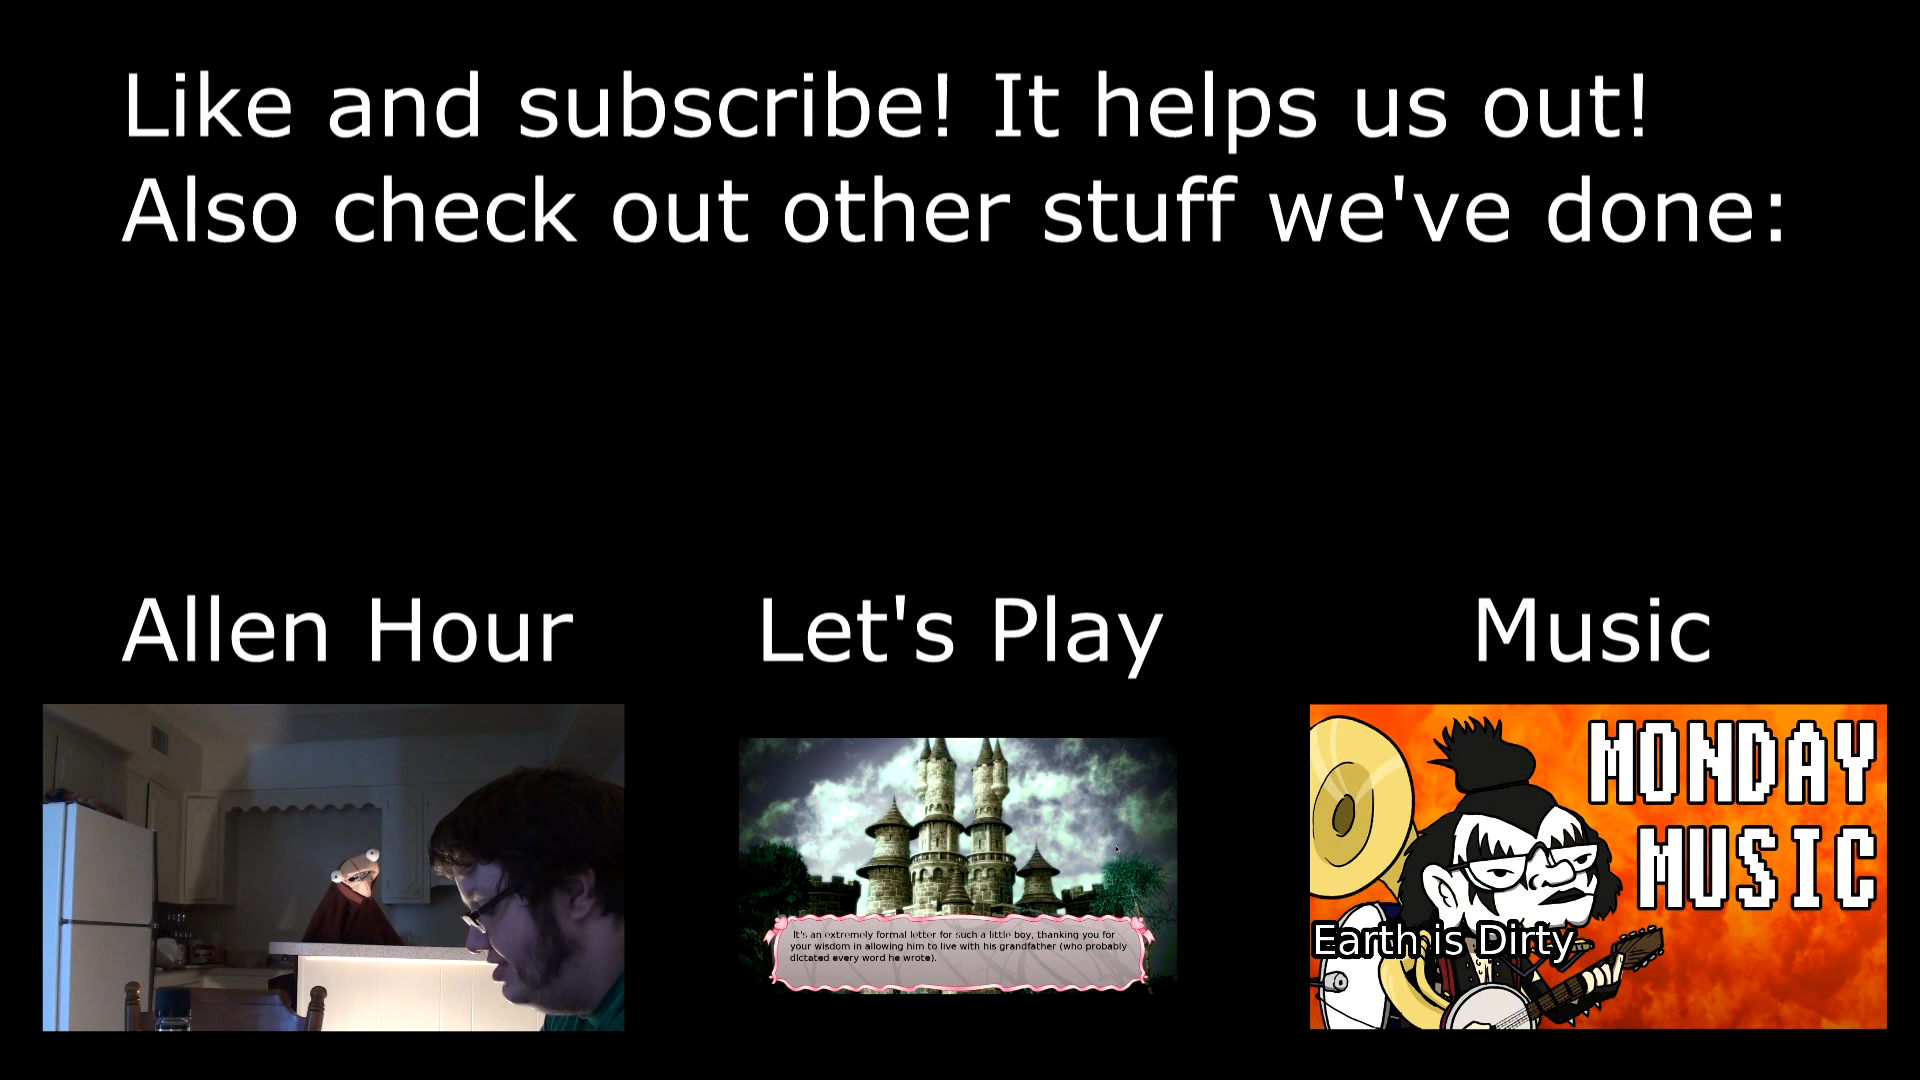 Like and subscribe! It helps us out!
Also check out other stuff we've done:
Allen Hour
Let's Play
Music
It's an extremely formal letter for such a little boy, thanking you for
your wisdom in allowing him to live with his grandfather (who probably
dictated every word he wrote).
MONDAY
MUSIC
Earth is Dirty